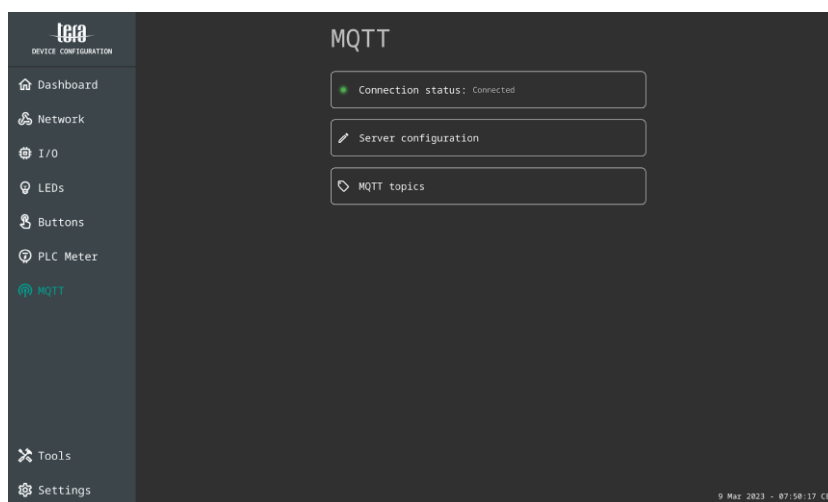 tera
DEVICE CONFIGURATION
Dashboard
Network
I/O
LEDs
Buttons
PLC Meter
MQTT
Tools
Settings
MQTT
Connection status: Connected
Server configuration
MQTT topics
9 Mar 2023 - 07:50:17